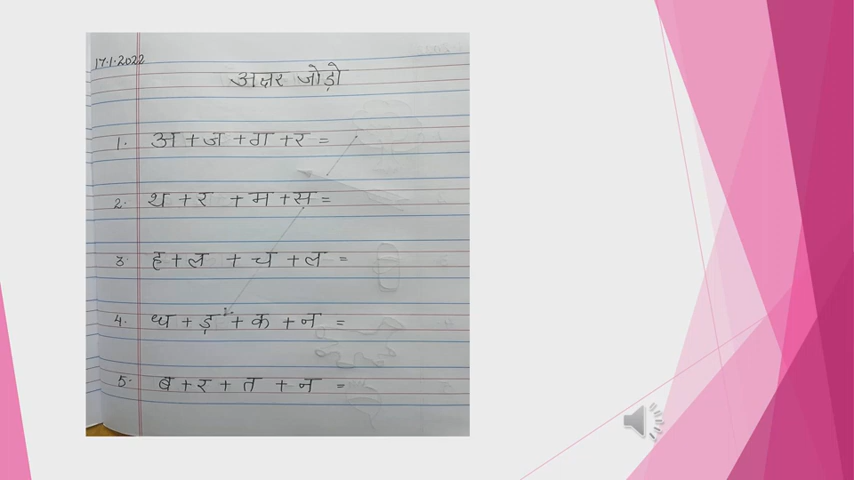 17.1.2022
अक्षर जोड़ो
1. अ + ज + ग + र =
2. थ + र + म + स =
3. ह + ल + च + ल =
4. ध + ड़ + क + न =
5. ब + र + त + न =